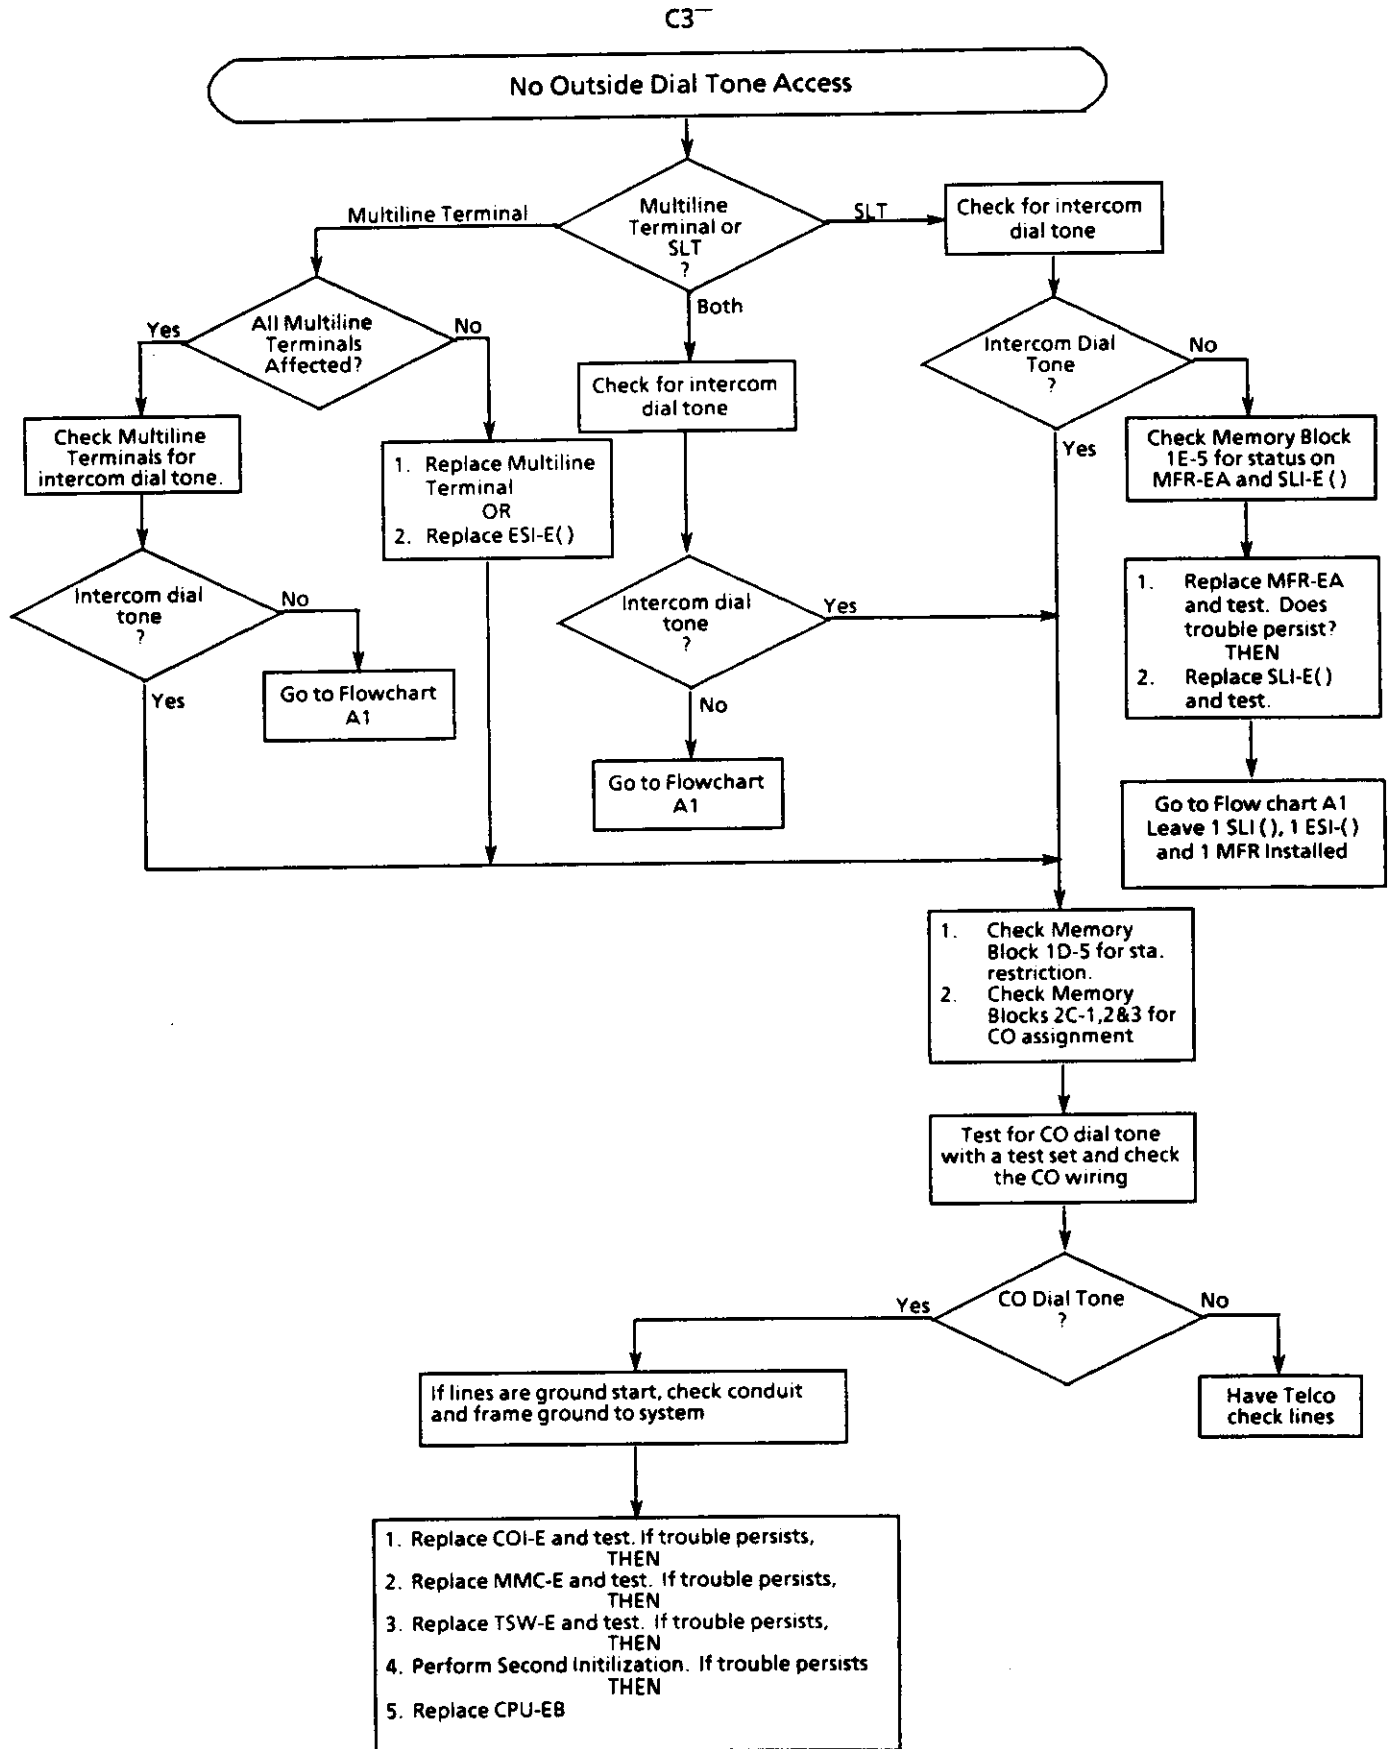 C3—
No Outside Dial Tone Access
Multiline
Terminal or
SLT
?
Multiline Terminal
SLT
Both
Check for intercom
dial tone
All Multiline
Terminals
Affected?
Yes
No
Check for intercom
dial tone
Intercom Dial
Tone
?
No
Yes
Check Multiline
Terminals for
intercom dial tone.
1. Replace Multiline
Terminal
OR
2. Replace ESI-E()
Check Memory Block
1E-5 for status on
MFR-EA and SLI-E ()
Intercom dial
tone
?
No
Yes
Go to Flowchart
A1
Intercom dial
tone
?
Yes
No
Go to Flowchart
A1
1. Replace MFR-EA
and test. Does
trouble persist?
THEN
2. Replace SLI-E()
and test.
Go to Flow chart A1
Leave 1 SLI (), 1 ESI-()
and 1 MFR Installed
1. Check Memory
Block 1D-5 for sta.
restriction.
2. Check Memory
Blocks 2C-1,2&3 for
CO assignment
Test for CO dial tone
with a test set and check
the CO wiring
CO Dial Tone
?
Yes
No
If lines are ground start, check conduit
and frame ground to system
Have Telco
check lines
1. Replace COI-E and test. If trouble persists,
THEN
2. Replace MMC-E and test. If trouble persists,
THEN
3. Replace TSW-E and test. If trouble persists,
THEN
4. Perform Second Initilization. If trouble persists
THEN
5. Replace CPU-EB